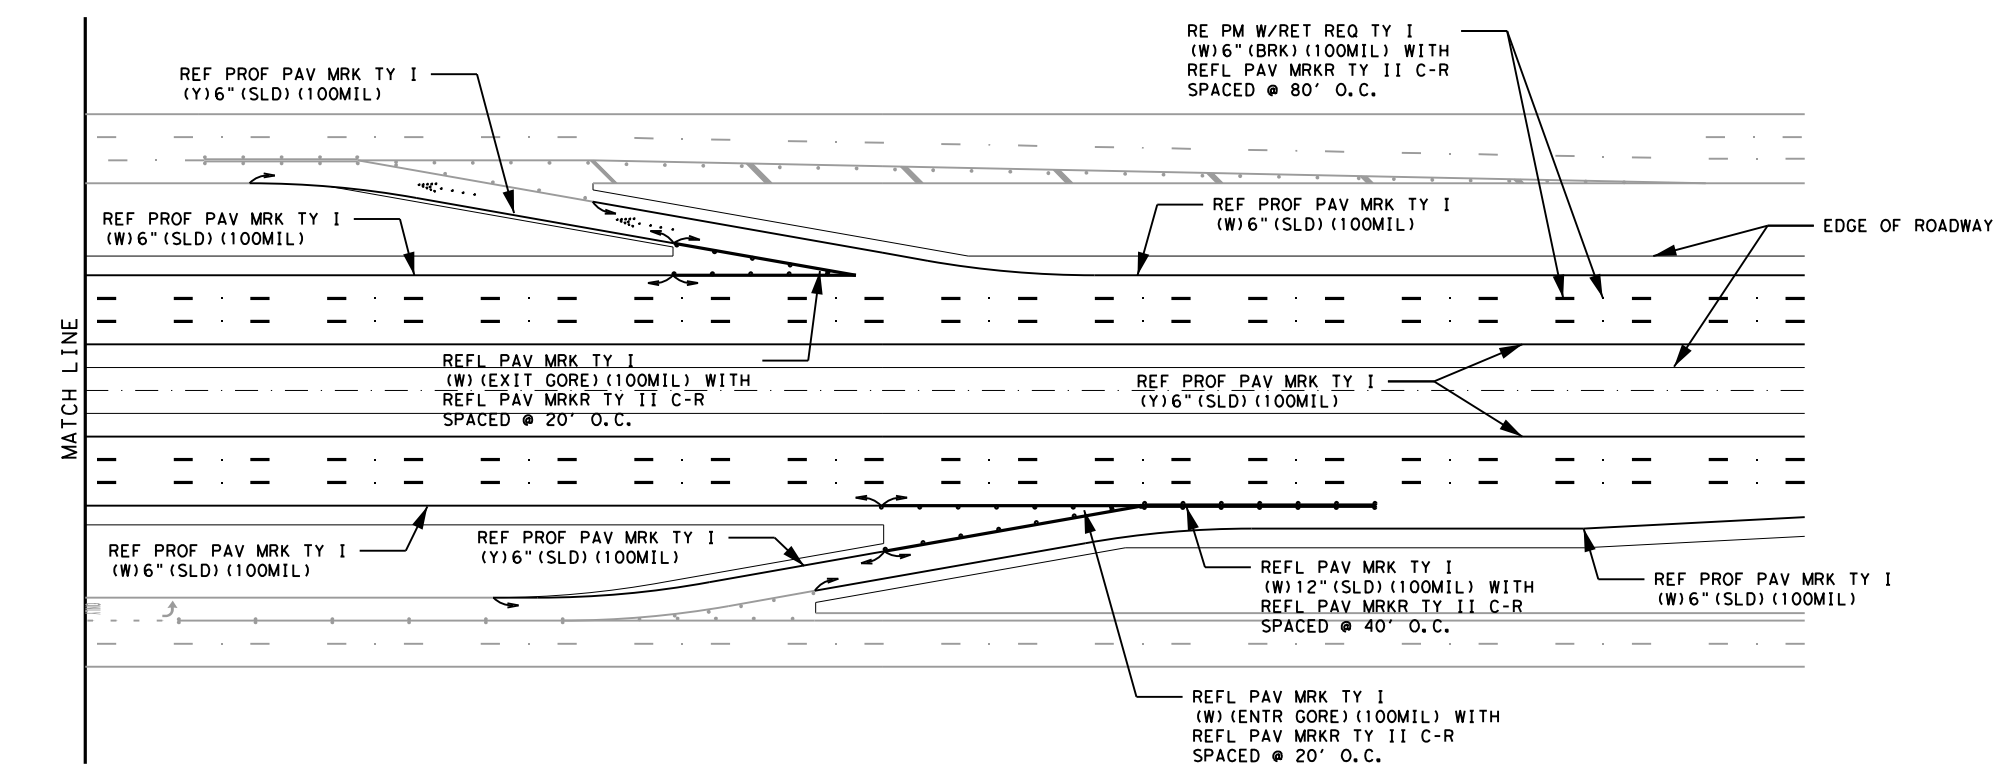 RE PM W/RET REQ TY I
(W)6"(BRK)(100MIL) WITH
REFL PAV MRKR TY II C-R
SPACED @ 80' O.C.
REF PROF PAV MRK TY I
(Y)6"(SLD)(100MIL)
REF PROF PAV MRK TY I
(W)6"(SLD)(100MIL)
REF PROF PAV MRK TY I
(W)6"(SLD)(100MIL)
EDGE OF ROADWAY
MATCH LINE
REFL PAV MRK TY I
(W)(EXIT GORE)(100MIL) WITH
REFL PAV MRKR TY II C-R
SPACED @ 20' O.C.
REF PROF PAV MRK TY I
(Y)6"(SLD)(100MIL)
REF PROF PAV MRK TY I
(W)6"(SLD)(100MIL)
REF PROF PAV MRK TY I
(Y)6"(SLD)(100MIL)
REFL PAV MRK TY I
(W)12"(SLD)(100MIL) WITH
REFL PAV MRKR TY II C-R
SPACED @ 40' O.C.
REF PROF PAV MRK TY I
(W)6"(SLD)(100MIL)
REFL PAV MRK TY I
(W)(ENTR GORE)(100MIL) WITH
REFL PAV MRKR TY II C-R
SPACED @ 20' O.C.